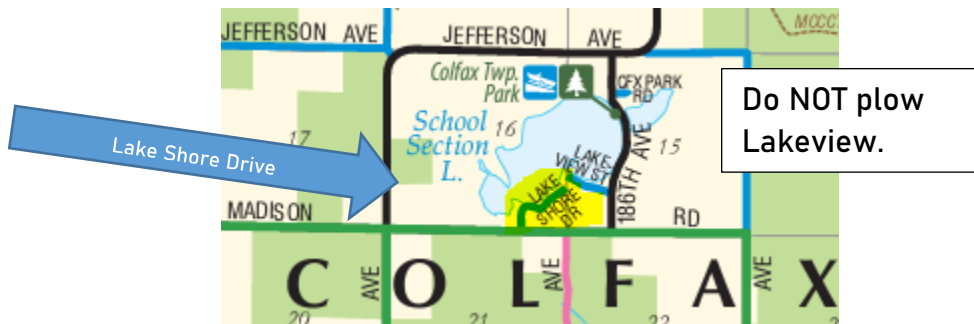 JEFFERSON AVE
JEFFERSON AVE
MCCCT
Colfax Twp.
Park
CFX PARK
RD
Do NOT plow
Lakeview.
Lake Shore Drive
17
School
Section
L.
16
15
186TH AVE
LAKE
VIEW ST
LAKE
SHORE
DR
MADISON
RD
C O L F A X
AVE
AVE
AVE
20
21
22